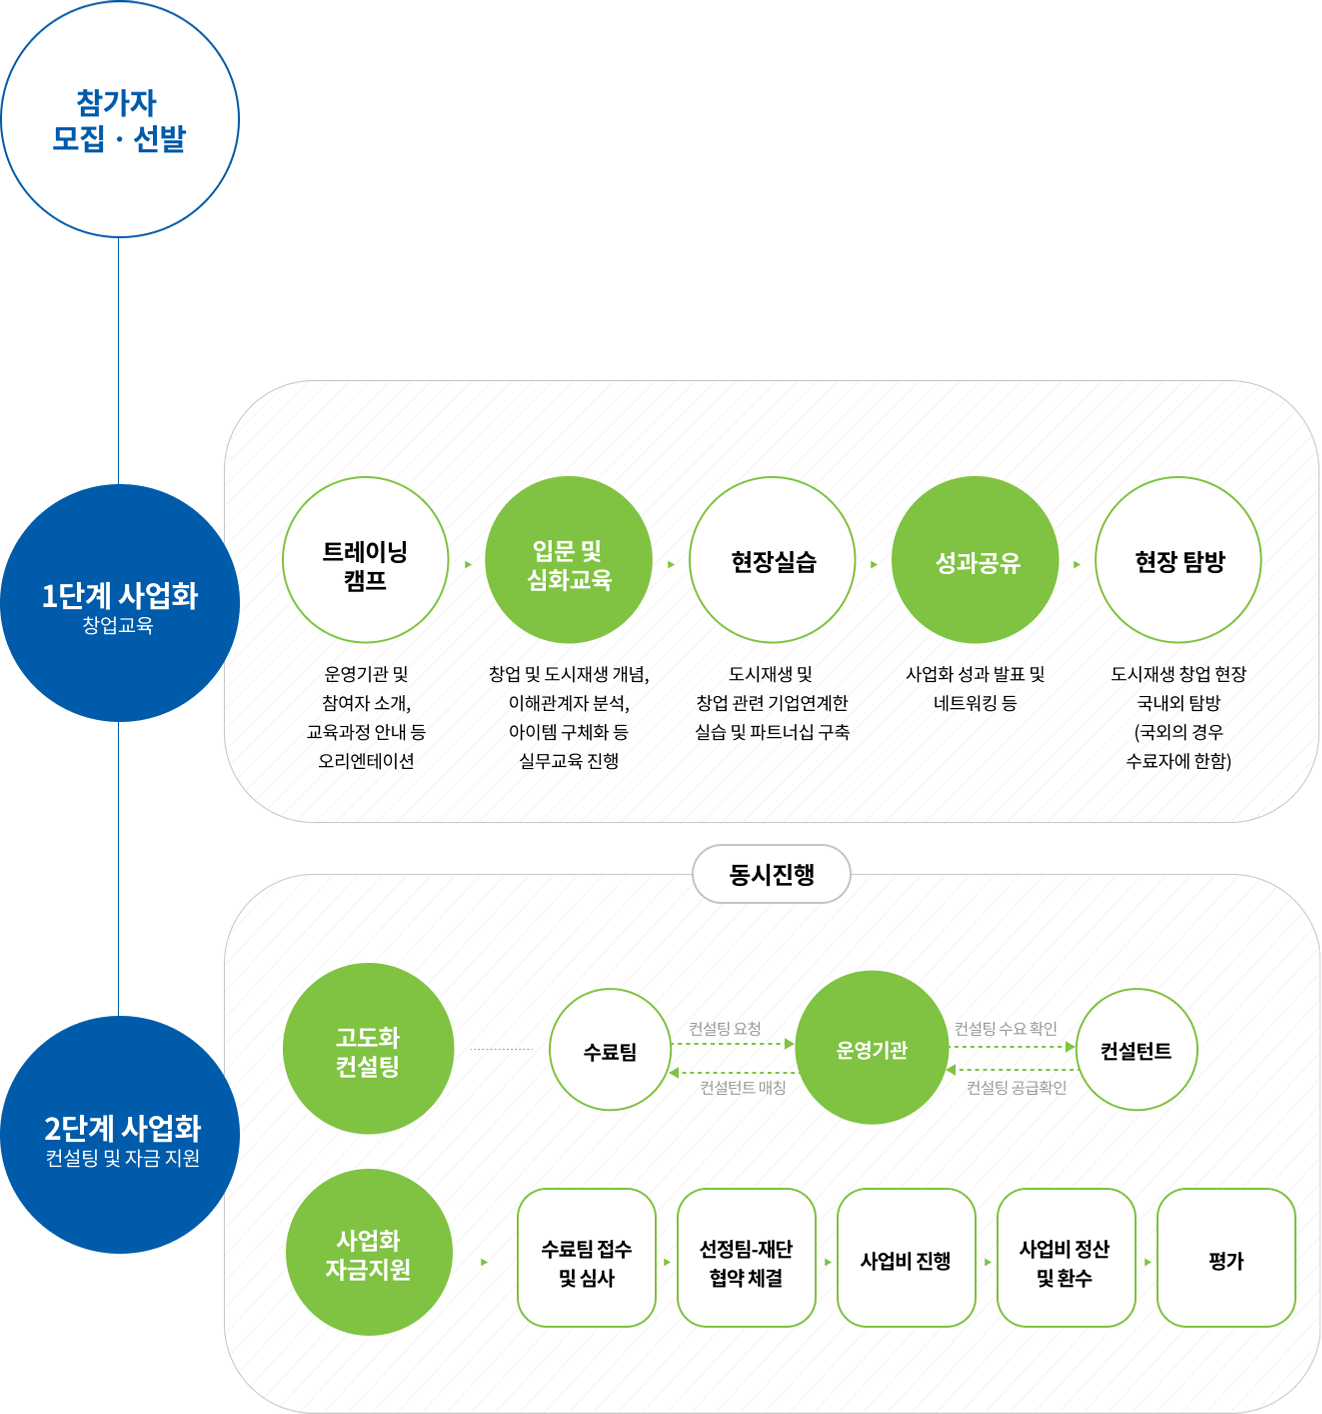 참가자
모집 · 선발
1단계 사업화
창업교육
트레이닝
캠프
운영기관 및
참여자 소개,
교육과정 안내 등
오리엔테이션
입문 및
심화교육
창업 및 도시재생 개념,
이해관계자 분석,
아이템 구체화 등
실무교육 진행
현장실습
도시재생 및
창업 관련 기업연계한
실습 및 파트너십 구축
성과공유
사업화 성과 발표 및
네트워킹 등
현장 탐방
도시재생 창업 현장
국내외 탐방
(국외의 경우
수료자에 한함)
동시진행
2단계 사업화
컨설팅 및 자금 지원
고도화
컨설팅
수료팀
컨설팅 요청
컨설턴트 매칭
운영기관
컨설팅 수요 확인
컨설팅 공급확인
컨설턴트
사업화
자금지원
수료팀 접수
및 심사
선정팀-재단
협약 체결
사업비 진행
사업비 정산
및 환수
평가